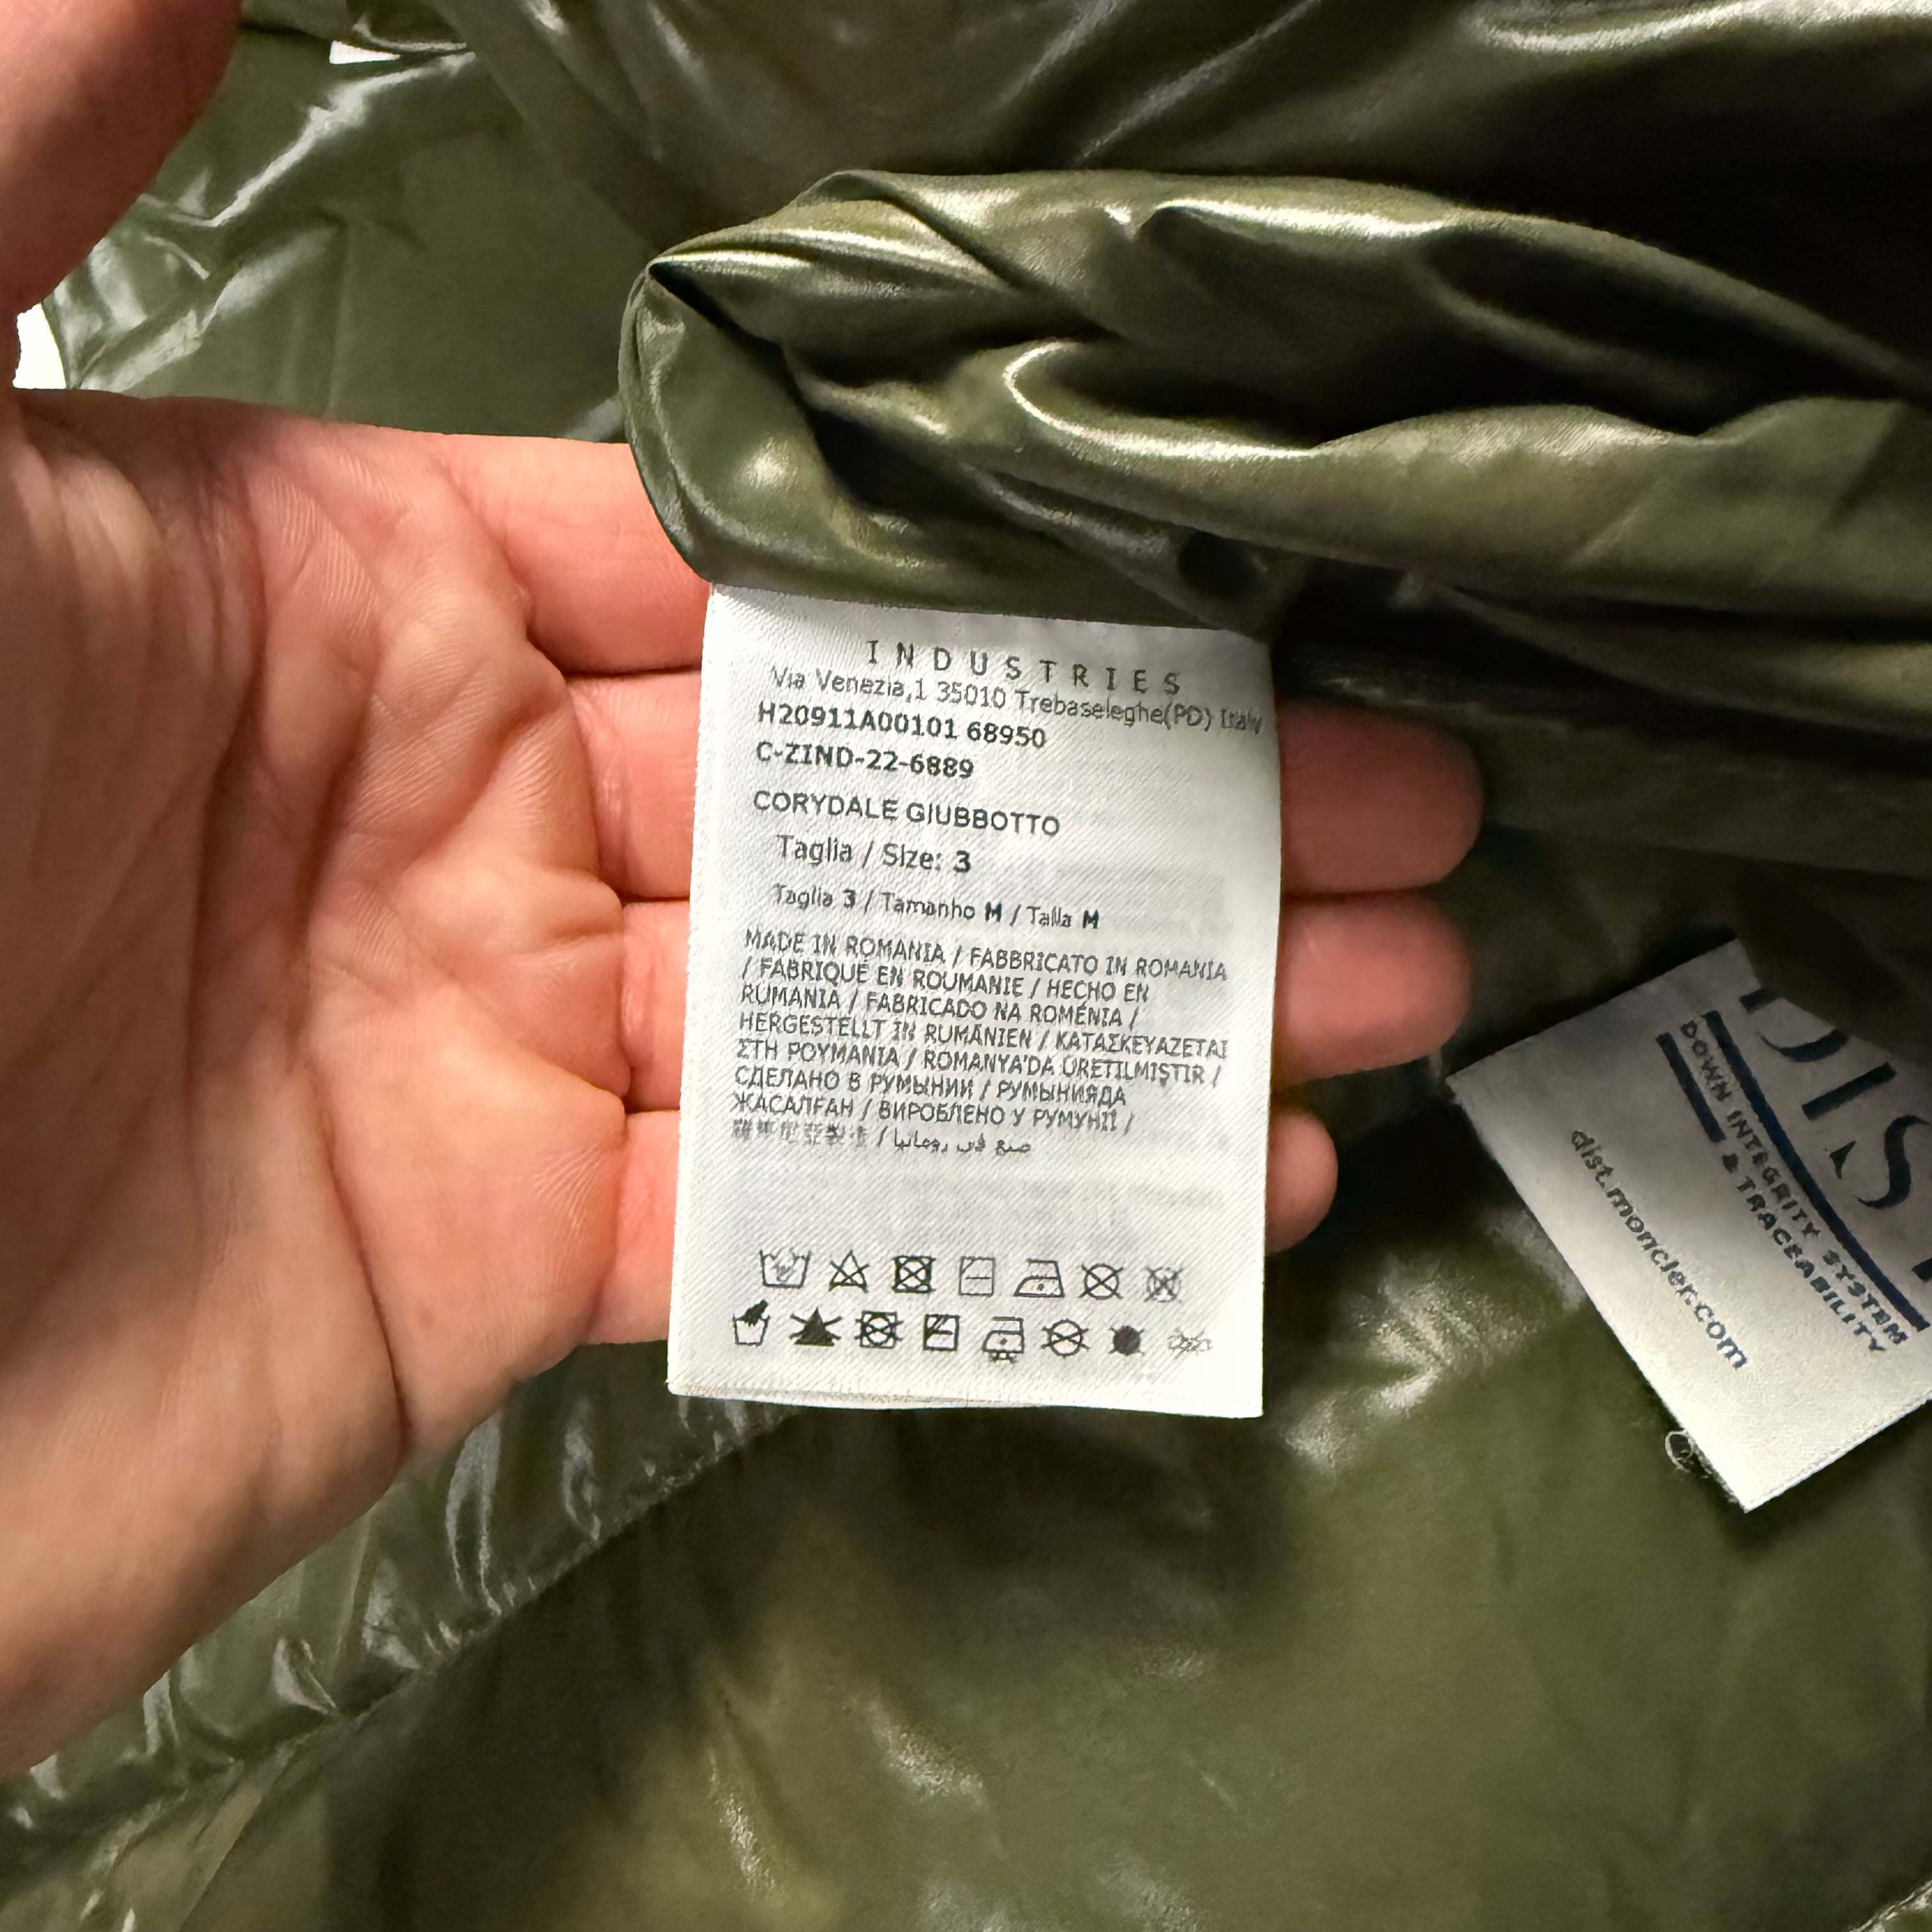 INDUSTRIES
Via Venezia,1 35010 Trebaseleghe(PD) Italy
H20911A00101 68950
C-ZIND-22-6889
CORYDALE GIUBBOTTO
Taglia / Size: 3
Taglia 3 / Tamanho M / Talla M
MADE IN ROMANIA / FABBRICATO IN ROMANIA
/ FABRIQUÉ EN ROUMANIE / HECHO EN
RUMANIA / FABRICADO NA ROMÉNIA /
HERGESTELLT IN RUMÄNIEN / ΚΑΤΑΣΚΕΥΑΖΕΤΑΙ
ΣΤΗ ΡΟΥΜΑΝΙΑ / ROMANYA'DA ÜRETILMIŞTIR /
СДЕЛАНО В РУМЫНИИ / РУМЫНИЯДА
ЖАСАЛҒАН / ВИРОБЛЕНО У РУМУНІЇ /
/ صنع في رومانيا
DIS
DOWN INTEGRITY SYSTEM
& TRACEABILITY
dist.moncler.com